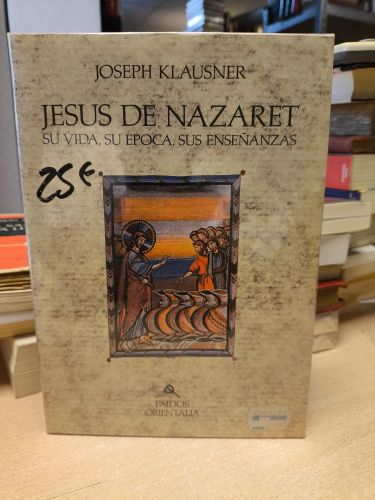 JOSEPH KLAUSNER
JESUS DE NAZARET
SU VIDA, SU EPOCA, SUS ENSEÑANZAS
25€
PAIDOS
ORIENTALIA